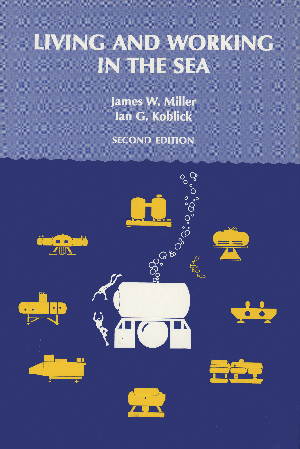 LIVING AND WORKING
IN THE SEA
James W. Miller
Ian G. Koblick
SECOND EDITION